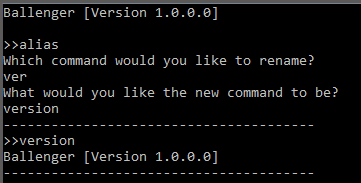 Ballenger [Version 1.0.0.0]

>>alias
Which command would you like to rename?
ver
What would you like the new command to be?
version
---------------------------------------
>>version
Ballenger [Version 1.0.0.0]
---------------------------------------